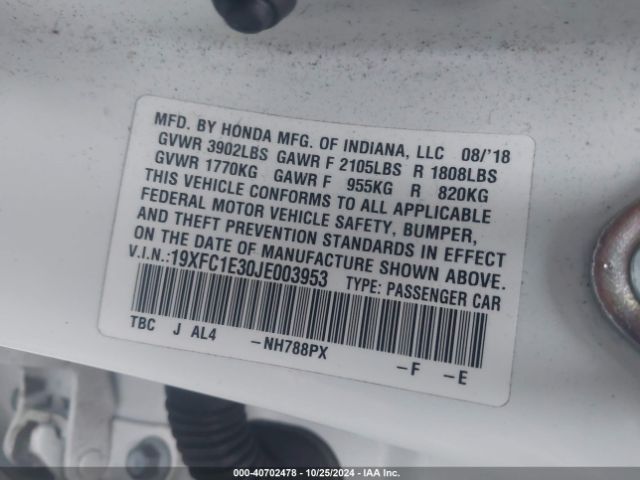 MFD. BY HONDA MFG. OF INDIANA, LLC 08/'18
GVWR 3902LBS GAWR F 2105LBS R 1808LBS
GVWR 1770KG GAWR F 955KG R 820KG
THIS VEHICLE CONFORMS TO ALL APPLICABLE
FEDERAL MOTOR VEHICLE SAFETY, BUMPER,
AND THEFT PREVENTION STANDARDS IN EFFECT
ON THE DATE OF MANUFACTURE SHOWN ABOVE.
V.I.N.:19XFC1E30JE003953 TYPE: PASSENGER CAR
TBC J AL4 -NH788PX -F -E
000-40702478 - 10/25/2024 - IAA Inc.